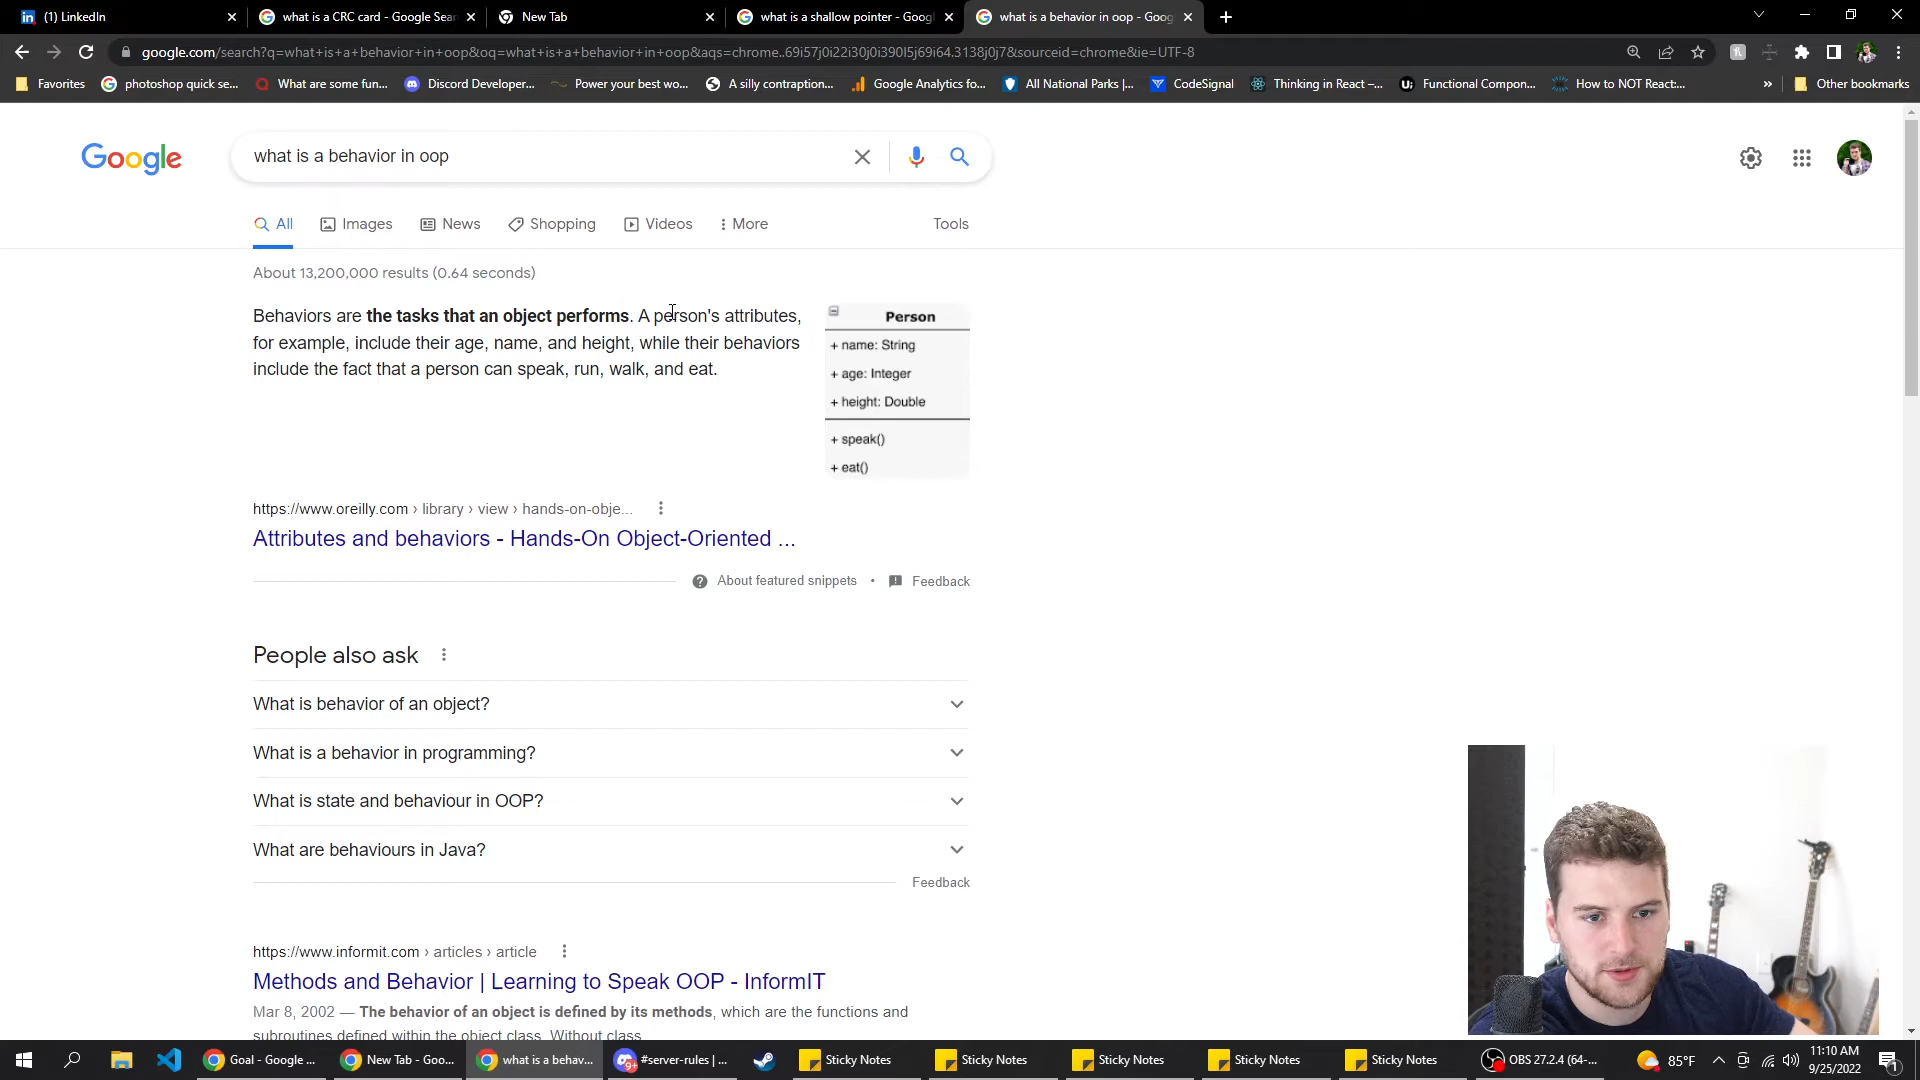 (1) LinkedIn
what is a CRC card - Google Sear
New Tab
what is a shallow pointer - Googl
what is a behavior in oop - Goog
google.com/search?q=what+is+a+behavior+in+oop&oq=what+is+a+behavior+in+oop&aqs=chrome..69i57j0i22i30j0i390l5j69i64.3138j0j7&sourceid=chrome&ie=UTF-8
Favorites
photoshop quick se...
What are some fun...
Discord Developer...
Power your best wo...
A silly contraption...
Google Analytics fo...
All National Parks |...
CodeSignal
Thinking in React –...
Functional Compon...
How to NOT React:...
»
Other bookmarks
Google
what is a behavior in oop
All
Images
News
Shopping
Videos
More
Tools
About 13,200,000 results (0.64 seconds)
Behaviors are the tasks that an object performs. A person's attributes,
for example, include their age, name, and height, while their behaviors
include the fact that a person can speak, run, walk, and eat.
Person
+ name: String
+ age: Integer
+ height: Double
+ speak()
+ eat()
https://www.oreilly.com › library › view › hands-on-obje...
Attributes and behaviors - Hands-On Object-Oriented ...
About featured snippets • Feedback
People also ask
What is behavior of an object?
What is a behavior in programming?
What is state and behaviour in OOP?
What are behaviours in Java?
Feedback
https://www.informit.com › articles › article
Methods and Behavior | Learning to Speak OOP - InformIT
Mar 8, 2002 — The behavior of an object is defined by its methods, which are the functions and
subroutines defined within the object class. Without class
Goal - Google ...
New Tab - Goo...
what is a behav...
#server-rules | ...
Sticky Notes
Sticky Notes
Sticky Notes
Sticky Notes
Sticky Notes
OBS 27.2.4 (64-...
85°F
11:10 AM
9/25/2022